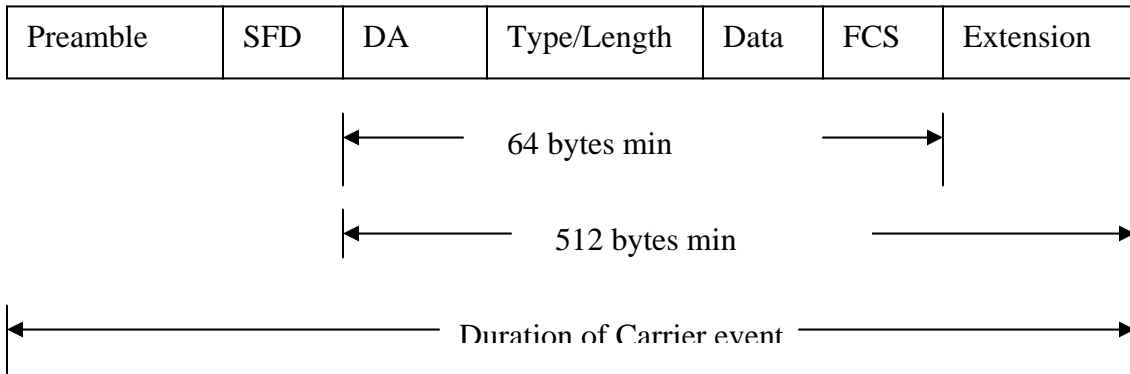 Preamble SFD DA Type/Length Data FCS Extension
64 bytes min
512 bytes min
Duration of Carrier event